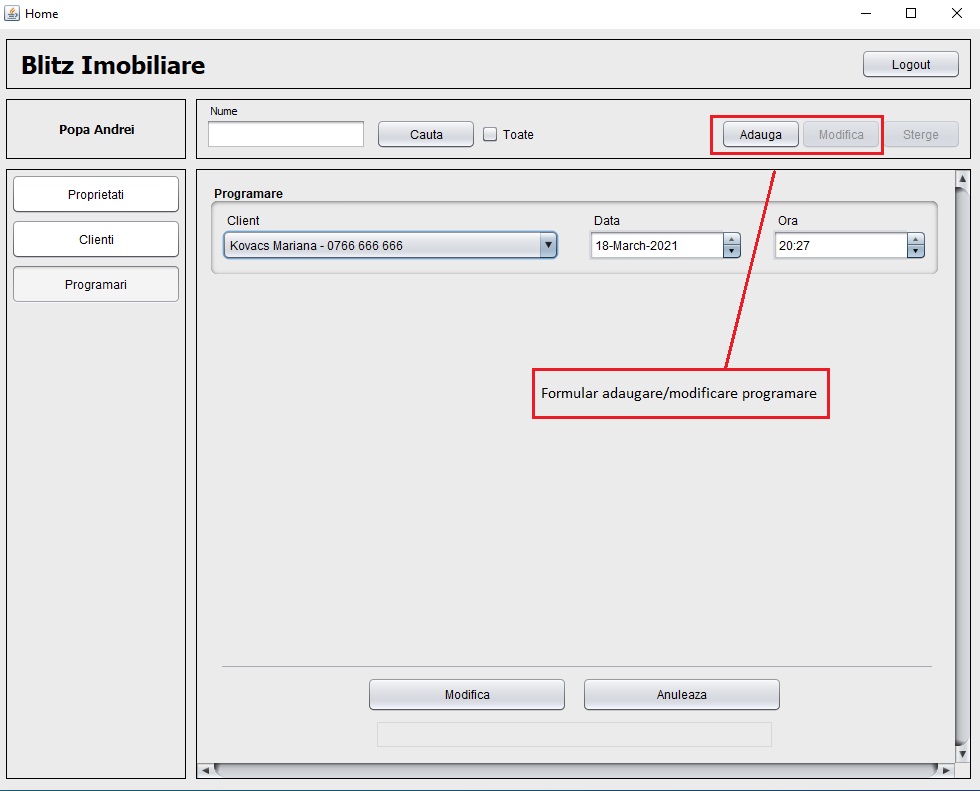 Home
Blitz Imobiliare
Logout
Popa Andrei
Nume
Cauta
Toate
Adauga
Modifica
Sterge
Proprietati
Clienti
Programari
Programare
Client
Data
Ora
Kovacs Mariana - 0766 666 666
18-March-2021
20:27
Formular adaugare/modificare programare
Modifica
Anuleaza